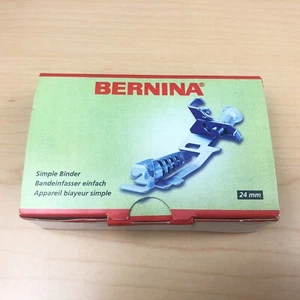 BERNINA®
Simple Binder
Bandeinfasser einfach
Appareil biayeur simple
24 mm